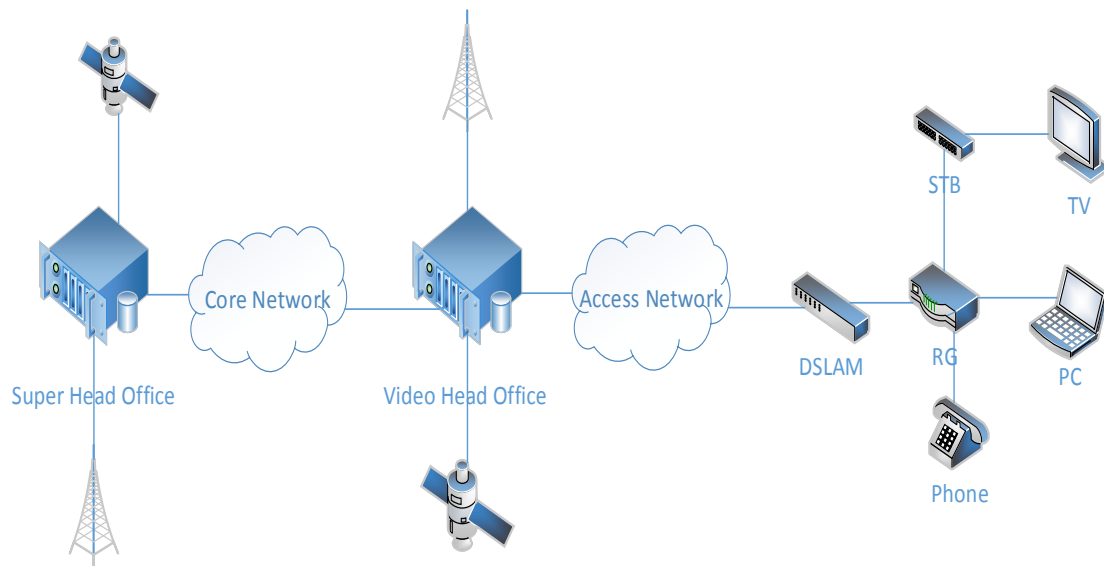 STB
TV
Core Network
Access Network
DSLAM
RG
PC
Super Head Office
Video Head Office
Phone